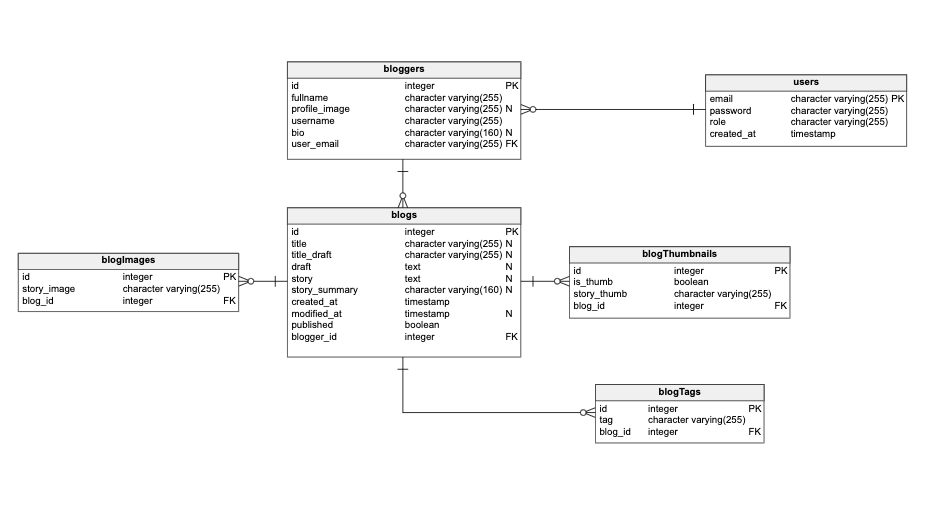 bloggers
id integer PK
fullname character varying(255)
profile_image character varying(255) N
username character varying(255)
bio character varying(160) N
user_email character varying(255) FK
users
email character varying(255) PK
password character varying(255)
role character varying(255)
created_at timestamp
blogs
id integer PK
title character varying(255) N
title_draft character varying(255) N
draft text N
story text N
story_summary character varying(160) N
created_at timestamp
modified_at timestamp N
published boolean
blogger_id integer FK
blogImages
id integer PK
story_image character varying(255)
blog_id integer FK
blogThumbnails
id integer PK
is_thumb boolean
story_thumb character varying(255)
blog_id integer FK
blogTags
id integer PK
tag character varying(255)
blog_id integer FK